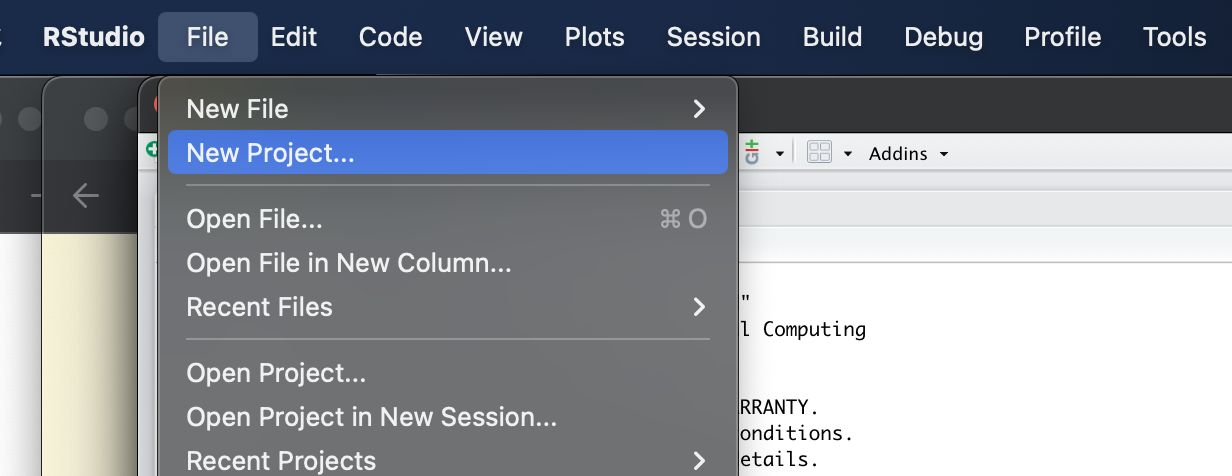 RStudio File Edit Code View Plots Session Build Debug Profile Tools
New File
New Project...
Addins
Open File... ⌘ O
Open File in New Column...
Recent Files
"
l Computing
Open Project...
RRANTY.
Open Project in New Session...
onditions.
Recent Projects
etails.